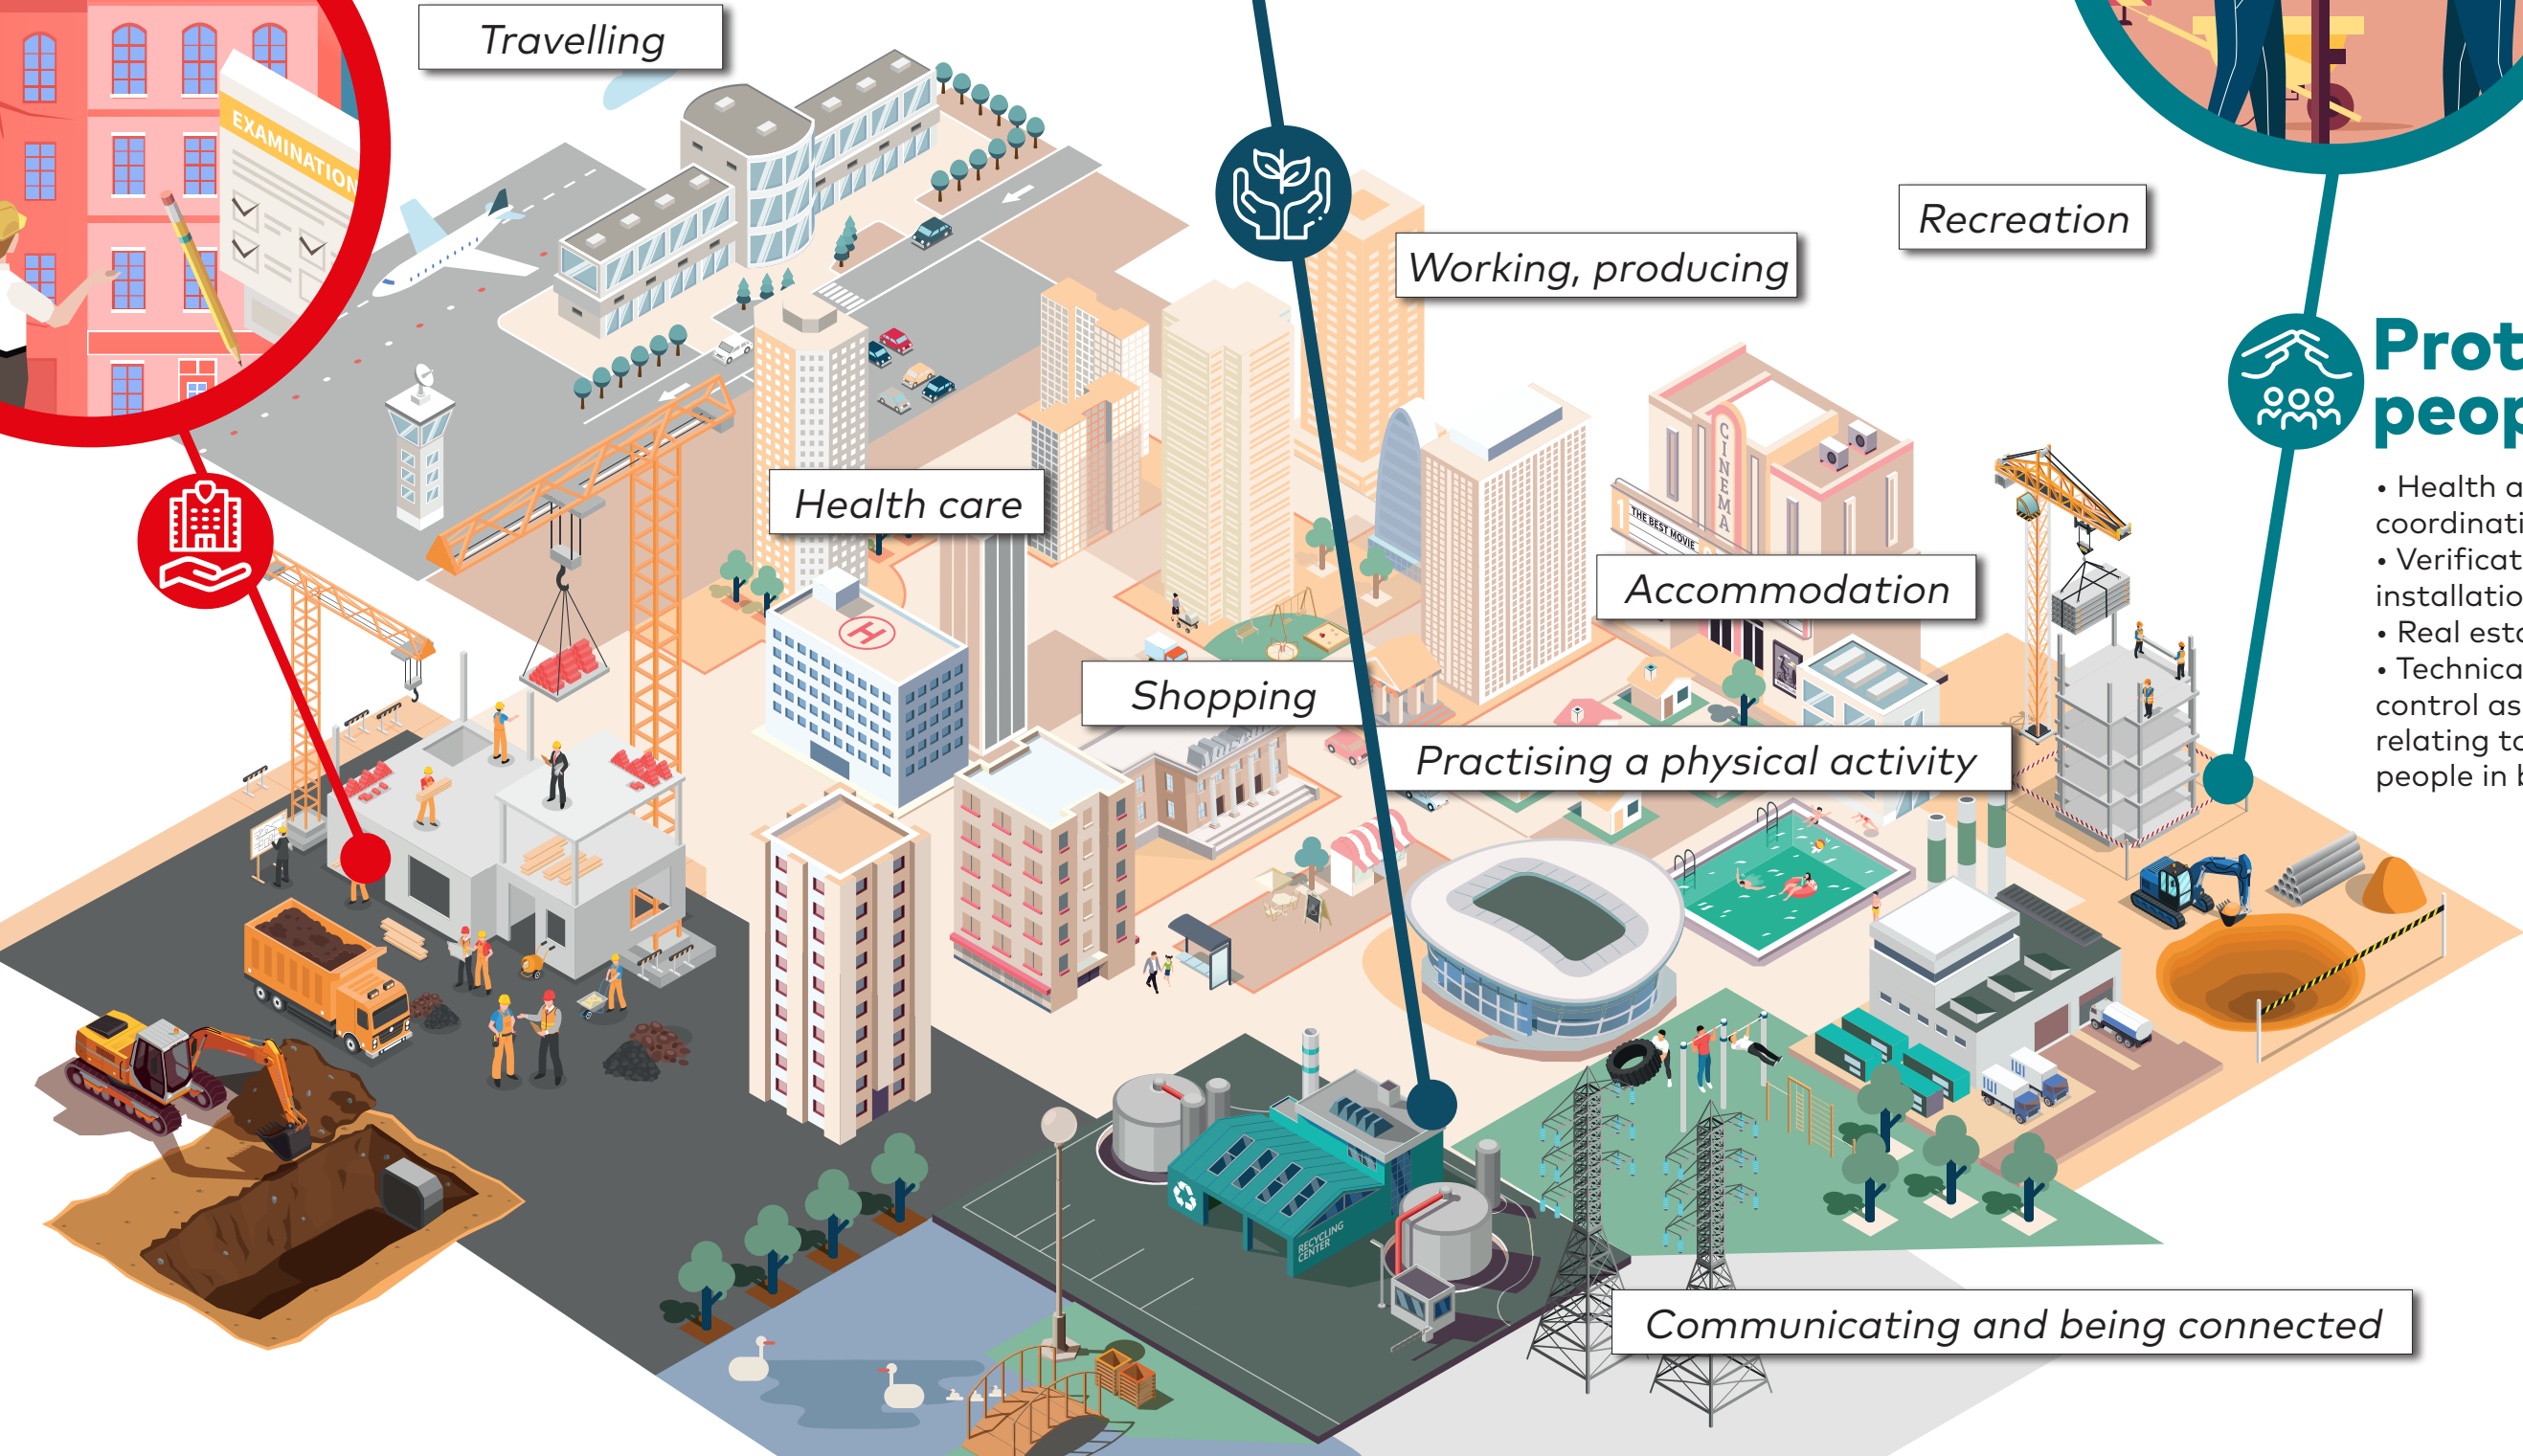 Travelling
EXAMINATION
Recreation
Working, producing
CINEMA
Health care
THE BEST MOVIE
Accommodation
Shopping
Practising a physical activity
Prot
peop
• Health a
coordinati
• Verificat
installatio
• Real esta
• Technica
control as
relating to
people in b
H
RECYCLING
CENTER
Communicating and being connected